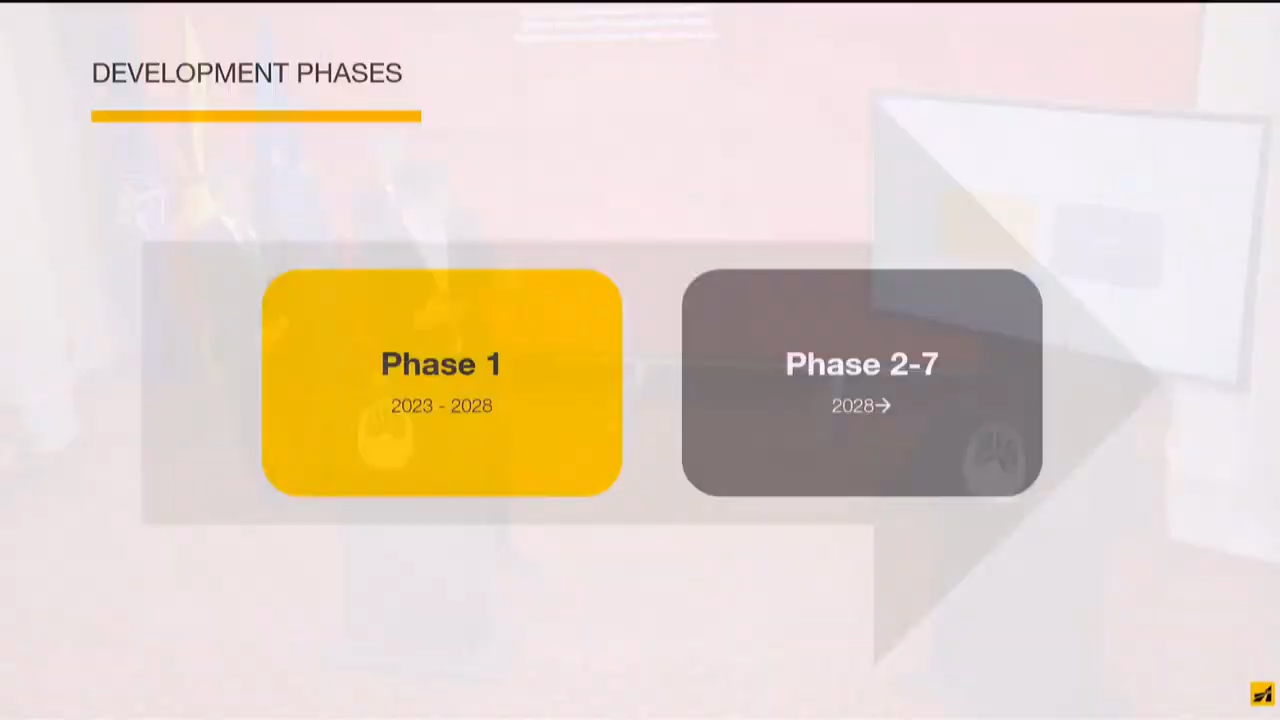 DEVELOPMENT PHASES
Phase 1
2023 - 2028
Phase 2-7
2028→